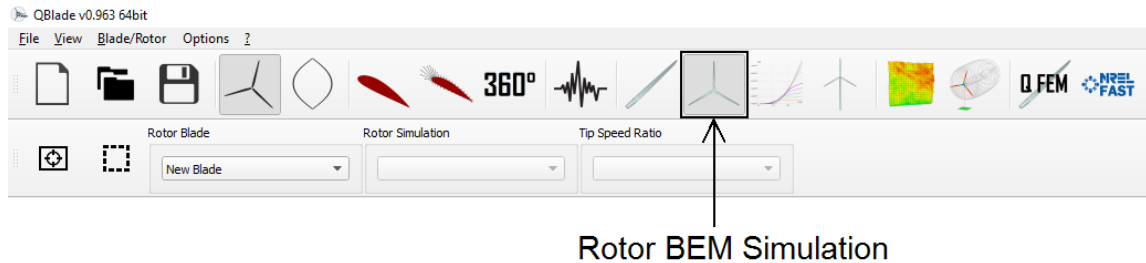 QBlade v0.963 64bit
File View Blade/Rotor Options ?
360° Q FEM NREL FAST
Rotor Blade Rotor Simulation Tip Speed Ratio
New Blade
Rotor BEM Simulation